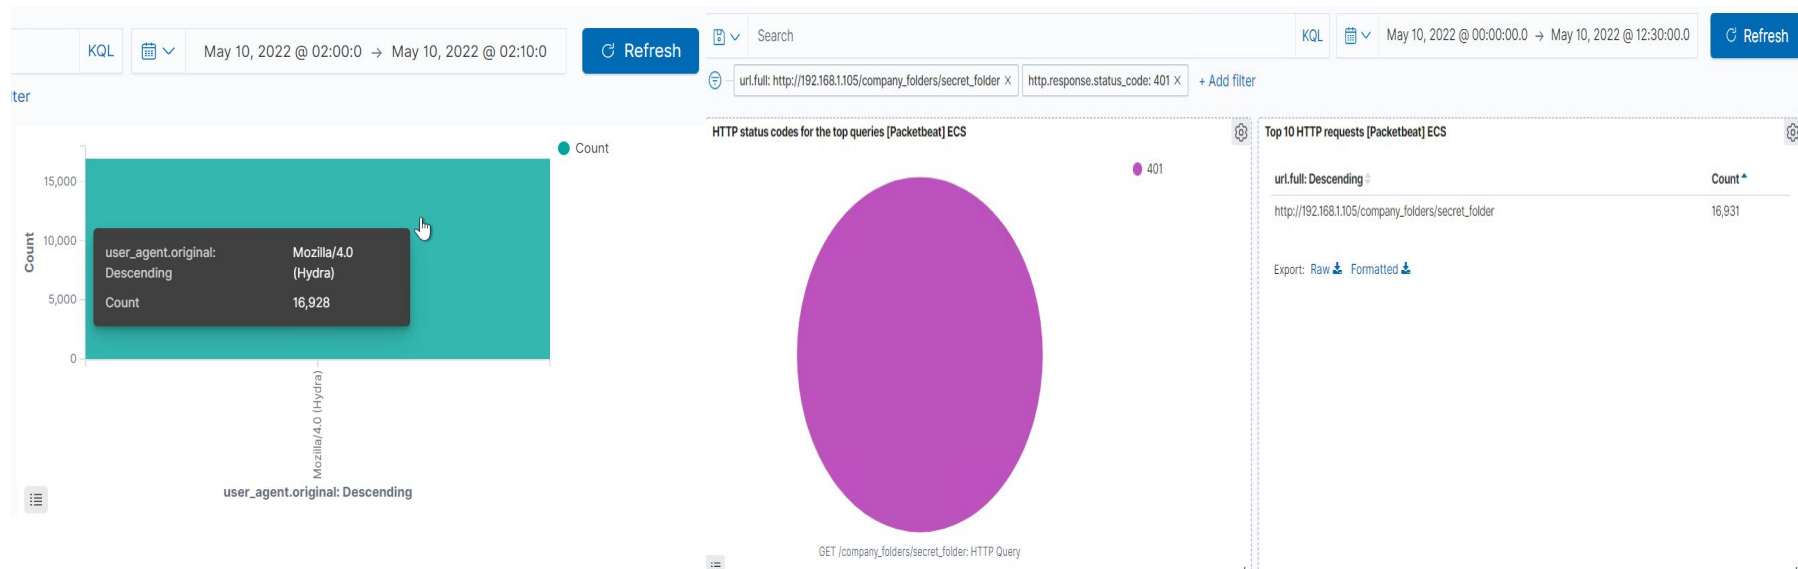 KQL
May 10, 2022 @ 02:00:0 → May 10, 2022 @ 02:10:0
Refresh
lter
Count
15,000
10,000
5,000
0
Count
user_agent.original: Mozilla/4.0
Descending (Hydra)
Count 16,928
Mozilla/4.0 (Hydra)
user_agent.original: Descending
Search
KQL
May 10, 2022 @ 00:00:00.0 → May 10, 2022 @ 12:30:00.0
Refresh
url.full: http://192.168.1.105/company_folders/secret_folder × http.response.status_code: 401 × + Add filter
HTTP status codes for the top queries [Packetbeat] ECS
401
GET /company_folders/secret_folder: HTTP Query
Top 10 HTTP requests [Packetbeat] ECS
url.full: Descending Count
http://192.168.1.105/company_folders/secret_folder 16,931
Export: Raw Formatted